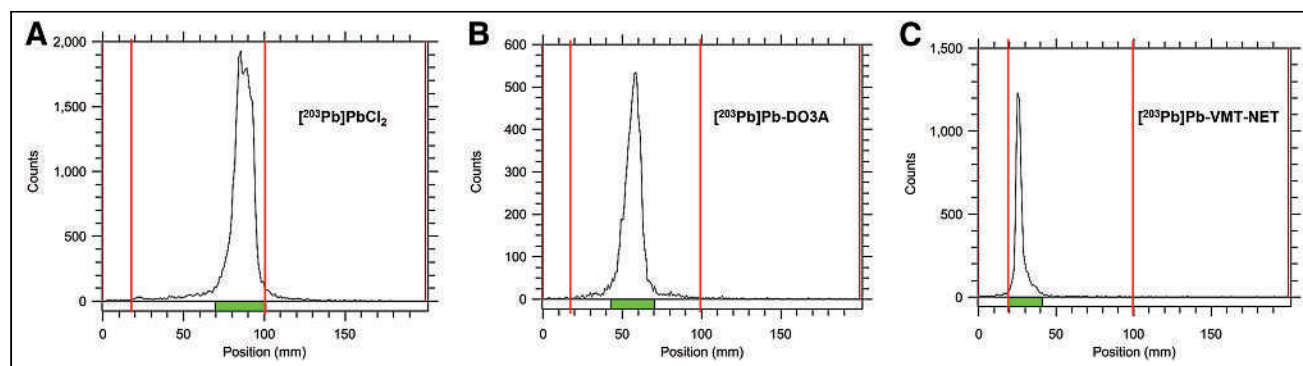 A
2,000
1,500
1,000
500
0
Counts
[²⁰³Pb]PbCl₂
0 50 100 150
Position (mm)
B
600
500
400
300
200
100
0
Counts
[²⁰³Pb]Pb-DO3A
0 50 100 150
Position (mm)
C
1,500
1,000
500
0
Counts
[²⁰³Pb]Pb-VMT-NET
0 50 100 150
Position (mm)